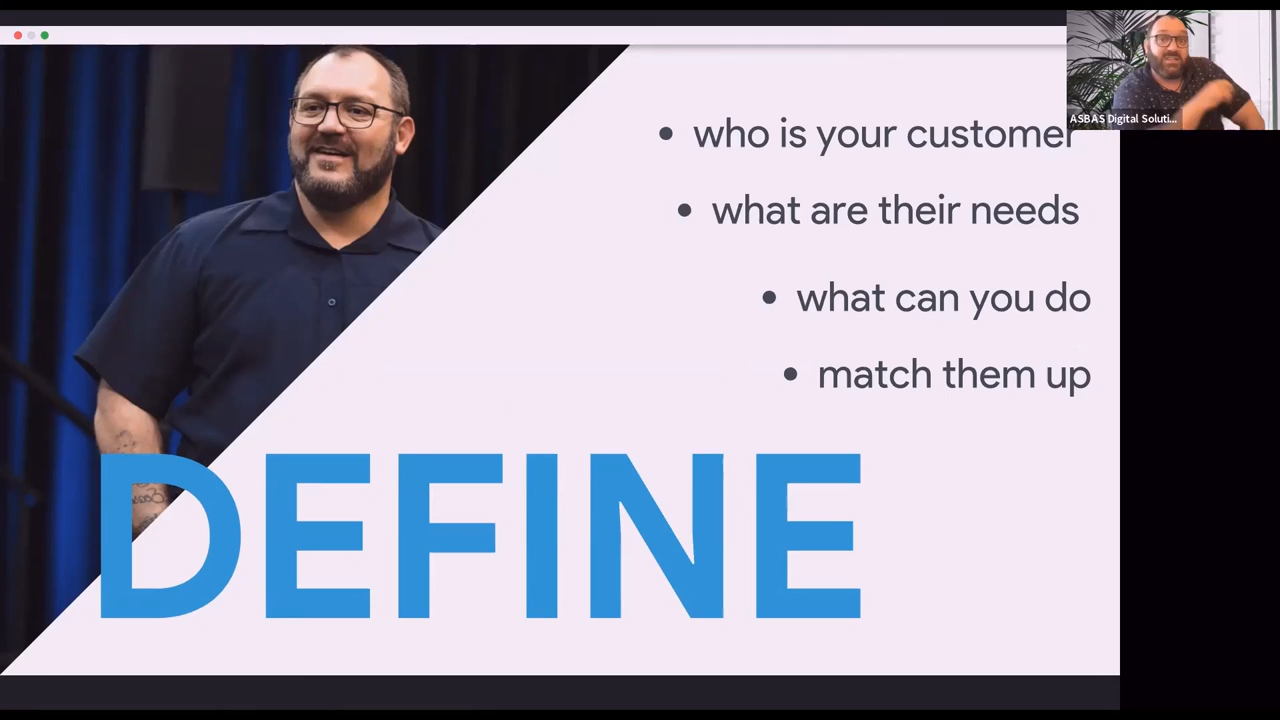 ASBAS Digital Soluti...
• who is your customer
• what are their needs
• what can you do
• match them up
DEFINE